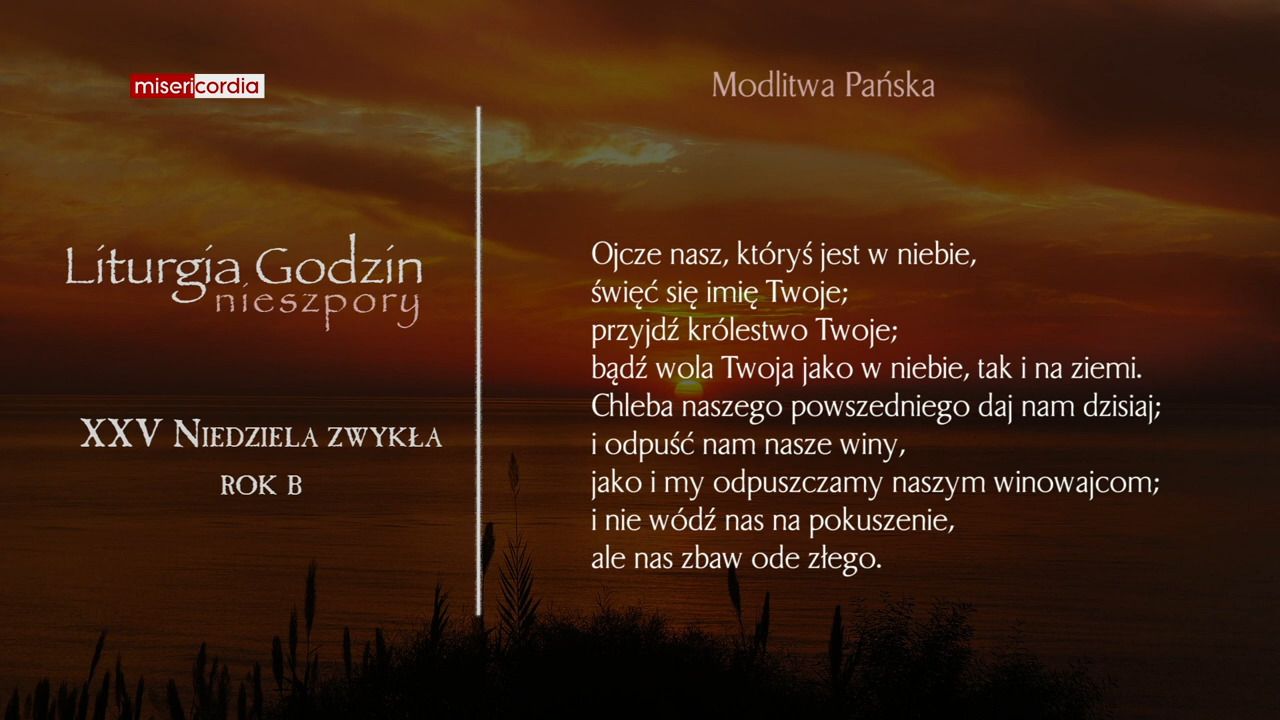 misericordia
Liturgia Godzin
nieszpory
XXV Niedziela zwykła
rok B
Modlitwa Pańska
Ojcze nasz, któryś jest w niebie,
święć się imię Twoje;
przyjdź królestwo Twoje;
bądź wola Twoja jako w niebie, tak i na ziemi.
Chleba naszego powszedniego daj nam dzisiaj;
i odpuść nam nasze winy,
jako i my odpuszczamy naszym winowajcom;
i nie wódź nas na pokuszenie,
ale nas zbaw ode złego.